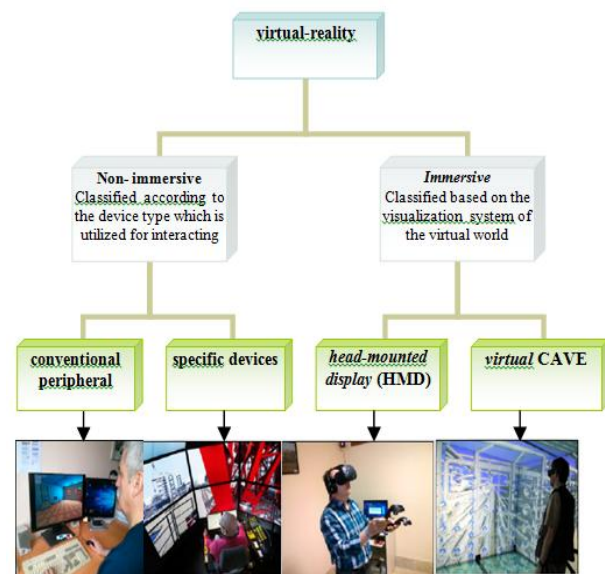 virtual-reality
Non- immersive
Classified according to
the device type which is
utilized for interacting
Immersive
Classified based on the
visualization system of
the virtual world
conventional
peripheral
specific devices
head-mounted
display (HMD)
virtual CAVE